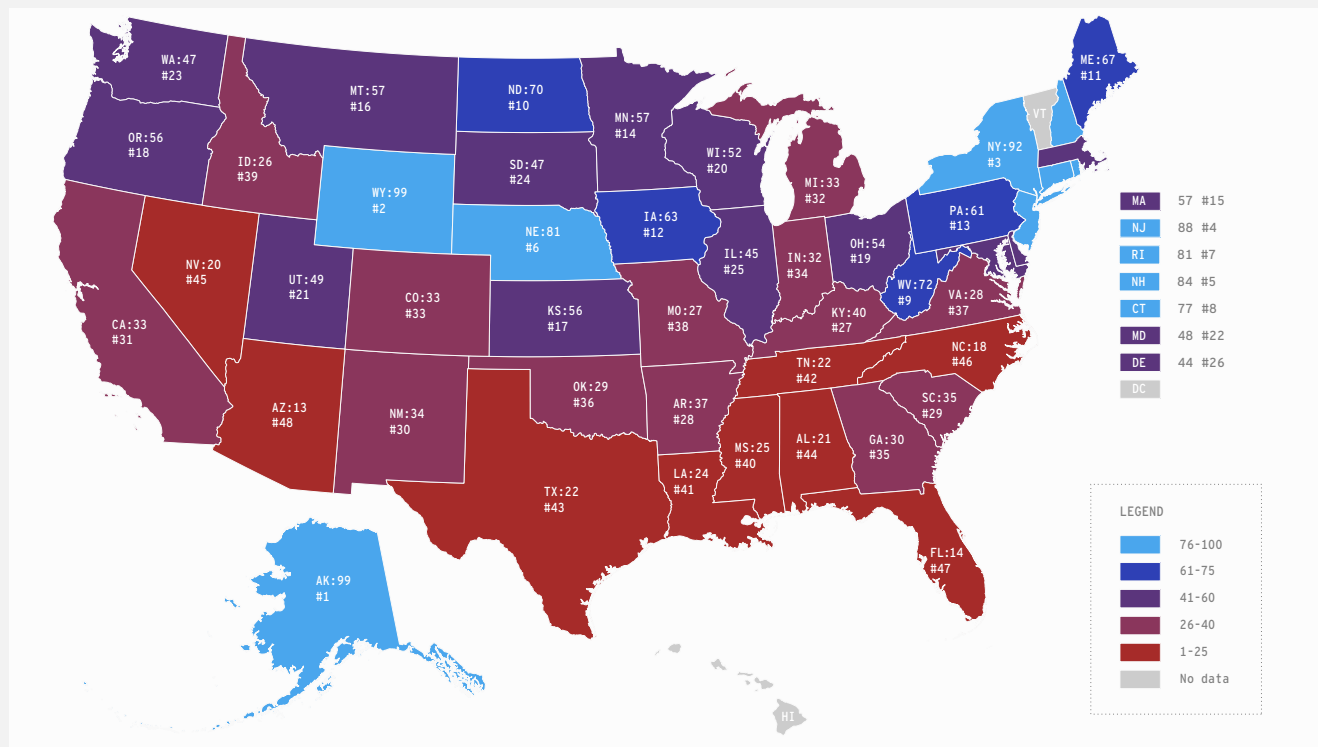 WA:47
#23
OR:56
#18
ID:26
#39
MT:57
#16
ND:70
#10
MN:57
#14
SD:47
#24
WI:52
#20
WY:99
#2
NE:81
#6
IA:63
#12
MI:33
#32
NY:92
#3
VT
ME:67
#11
PA:61
#13
NV:20
#45
UT:49
#21
CO:33
#33
KS:56
#17
MO:27
#38
IL:45
#25
IN:32
#34
OH:54
#19
WV:72
#9
VA:28
#37
KY:40
#27
CA:33
#31
AZ:13
#48
NM:34
#30
OK:29
#36
AR:37
#28
TN:22
#42
NC:18
#46
SC:35
#29
MS:25
#40
AL:21
#44
GA:30
#35
LA:24
#41
TX:22
#43
FL:14
#47
AK:99
#1
HI
MA 57 #15
NJ 88 #4
RI 81 #7
NH 84 #5
CT 77 #8
MD 48 #22
DE 44 #26
DC
LEGEND
76-100
61-75
41-60
26-40
1-25
No data